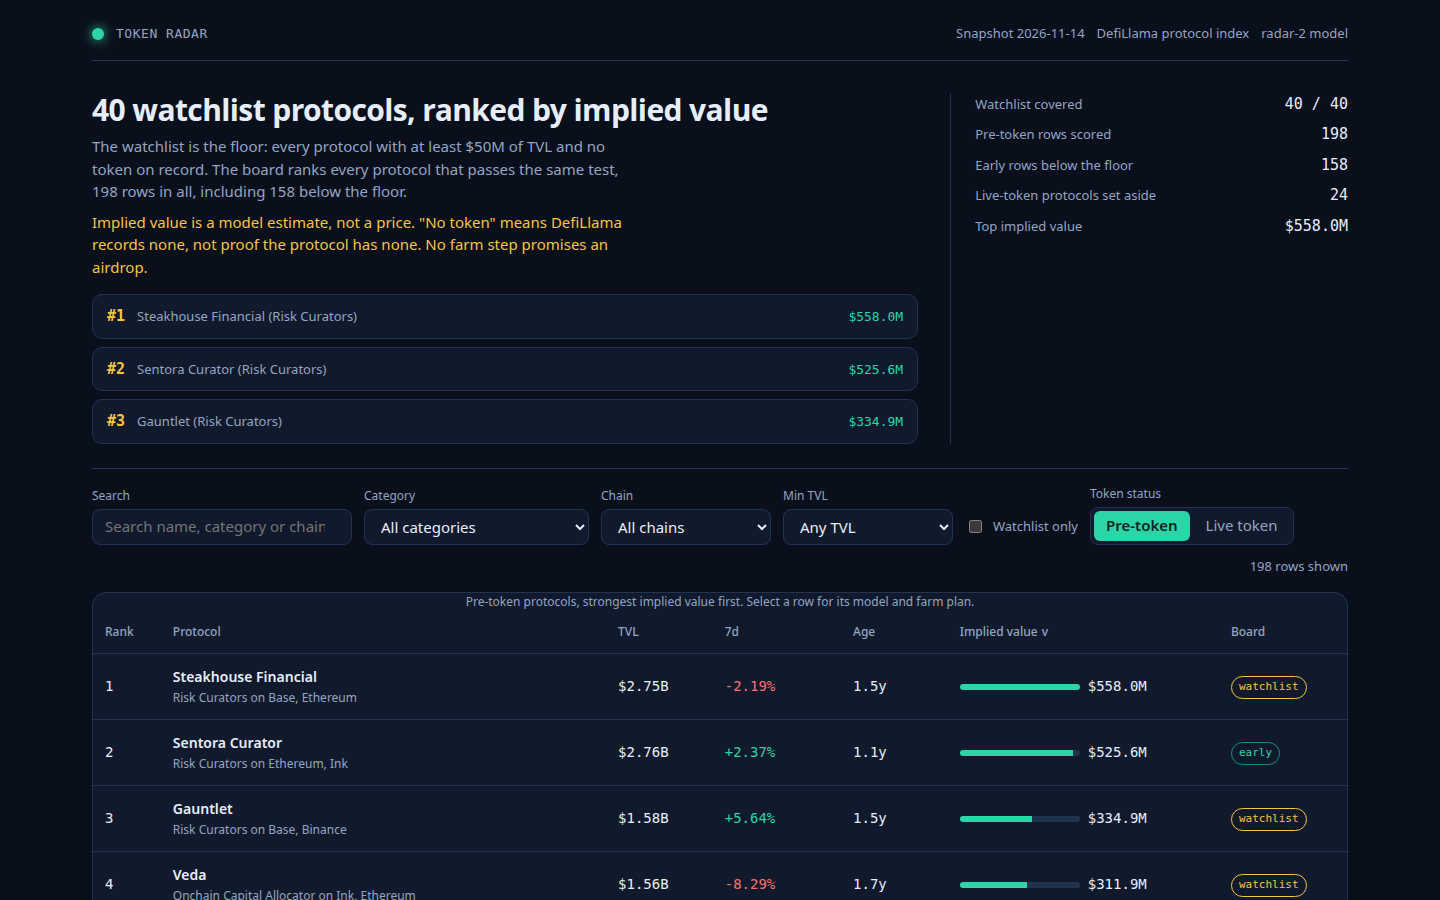 TOKEN RADAR
Snapshot 2026-11-14 DefiLlama protocol index radar-2 model
40 watchlist protocols, ranked by implied value
The watchlist is the floor: every protocol with at least $50M of TVL and no
token on record. The board ranks every protocol that passes the same test,
198 rows in all, including 158 below the floor.
Implied value is a model estimate, not a price. "No token" means DefiLlama
records none, not proof the protocol has none. No farm step promises an
airdrop.
#1 Steakhouse Financial (Risk Curators) $558.0M
#2 Sentora Curator (Risk Curators) $525.6M
#3 Gauntlet (Risk Curators) $334.9M
Watchlist covered 40 / 40
Pre-token rows scored 198
Early rows below the floor 158
Live-token protocols set aside 24
Top implied value $558.0M
Search Category Chain Min TVL Token status
Search name, category or chain All categories All chains Any TVL Watchlist only Pre-token Live token
198 rows shown
Pre-token protocols, strongest implied value first. Select a row for its model and farm plan.
Rank Protocol TVL 7d Age Implied value v Board
1 Steakhouse Financial $2.75B -2.19% 1.5y $558.0M watchlist
Risk Curators on Base, Ethereum
2 Sentora Curator $2.76B +2.37% 1.1y $525.6M early
Risk Curators on Ethereum, Ink
3 Gauntlet $1.58B +5.64% 1.5y $334.9M watchlist
Risk Curators on Base, Binance
4 Veda $1.56B -8.29% 1.7y $311.9M watchlist
Onchain Capital Allocator on Ink, Ethereum